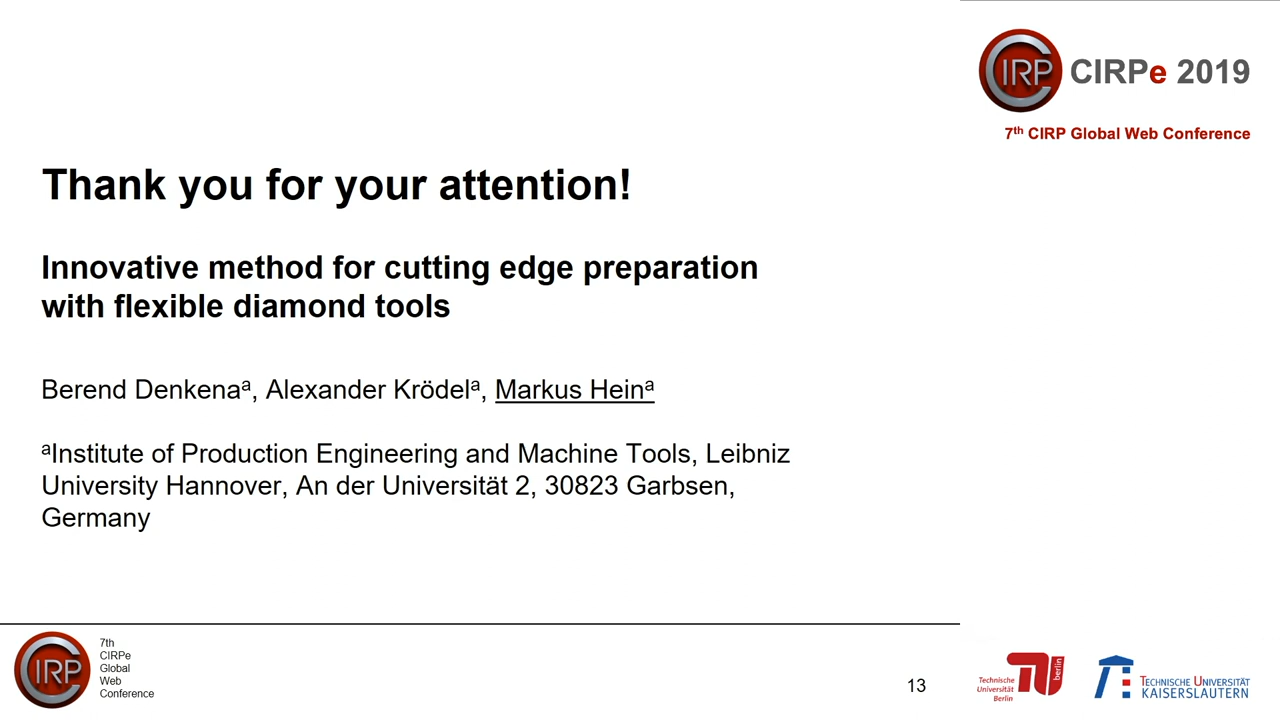 CIRP
CIRPe 2019
7th CIRP Global Web Conference
Thank you for your attention!
Innovative method for cutting edge preparation
with flexible diamond tools
Berend Denkenaᵃ, Alexander Krödelᵃ, Markus Heinᵃ
ᵃInstitute of Production Engineering and Machine Tools, Leibniz
University Hannover, An der Universität 2, 30823 Garbsen,
Germany
CIRP
7th
CIRPe
Global
Web
Conference
13
Technische
Universität
Berlin
berlin
TECHNISCHE UNIVERSITÄT
KAISERSLAUTERN